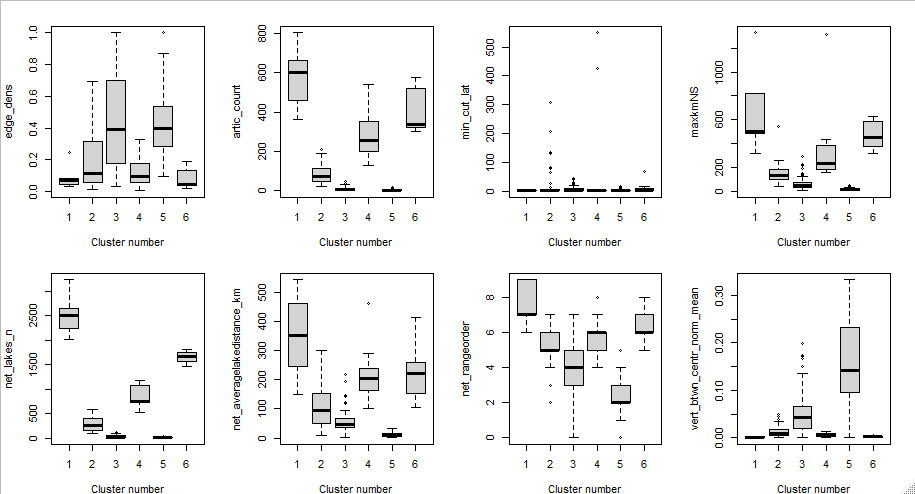 edge_dens
0.0 0.2 0.4 0.6 0.8 1.0
1 2 3 4 5 6
Cluster number
artic_count
0 200 400 600 800
1 2 3 4 5 6
Cluster number
min_cut_lat
0 100 200 300 400 500
1 2 3 4 5 6
Cluster number
maxkmNS
0 200 600 1000
1 2 3 4 5 6
Cluster number
net_lakes_n
0 500 1500 2500
1 2 3 4 5 6
Cluster number
net_averagelakedistance_km
0 100 200 300 400 500
1 2 3 4 5 6
Cluster number
net_rangeorder
0 2 4 6 8
1 2 3 4 5 6
Cluster number
vert_btwn_centr_norm_mean
0.00 0.10 0.20 0.30
1 2 3 4 5 6
Cluster number